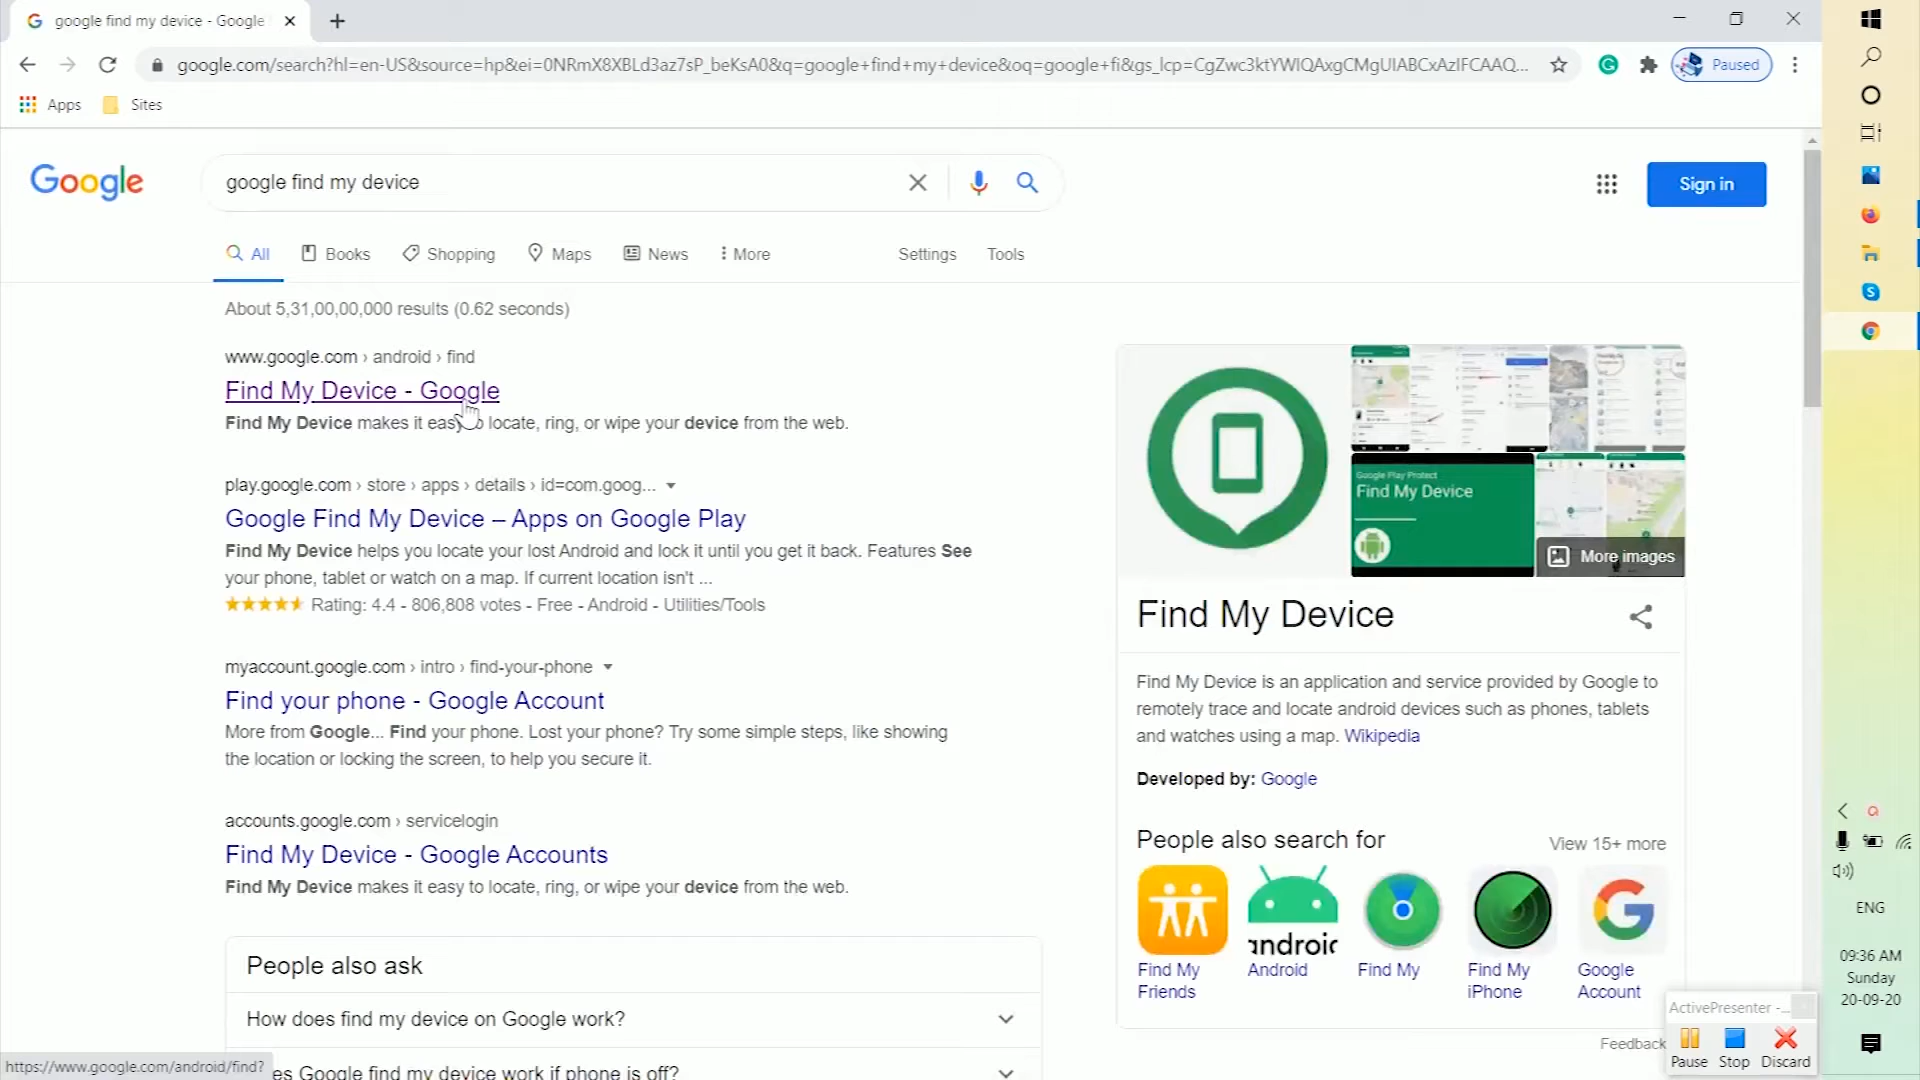 google find my device - Google
google.com/search?hl=en-US&source=hp&ei=0NRmX8XBLd3az7sP_beKsA0&q=google+find+my+device&oq=google+fi&gs_lcp=CgZwc3ktYWIQAxgCMgUIABCxAzIFCAAQ...
Paused
Apps
Sites
Google
google find my device
Sign in
All
Books
Shopping
Maps
News
More
Settings
Tools
About 5,31,00,00,000 results (0.62 seconds)
www.google.com › android › find
Find My Device - Google
Find My Device makes it easy to locate, ring, or wipe your device from the web.
play.google.com › store › apps › details › id=com.goog...
Google Find My Device – Apps on Google Play
Find My Device helps you locate your lost Android and lock it until you get it back. Features See
your phone, tablet or watch on a map. If current location isn't ...
Rating: 4.4 - 806,808 votes - Free - Android - Utilities/Tools
myaccount.google.com › intro › find-your-phone
Find your phone - Google Account
More from Google... Find your phone. Lost your phone? Try some simple steps, like showing
the location or locking the screen, to help you secure it.
accounts.google.com › servicelogin
Find My Device - Google Accounts
Find My Device makes it easy to locate, ring, or wipe your device from the web.
People also ask
How does find my device on Google work?
es Google find my device work if phone is off?
https://www.google.com/android/find?
Google Play Protect
Find My Device
More images
Find My Device
Find My Device is an application and service provided by Google to
remotely trace and locate android devices such as phones, tablets
and watches using a map. Wikipedia
Developed by: Google
People also search for
View 15+ more
Find My
Friends
Android
Find My
Find My
iPhone
Google
Account
Feedback
ActivePresenter -...
Pause
Stop
Discard
ENG
09:36 AM
Sunday
20-09-20